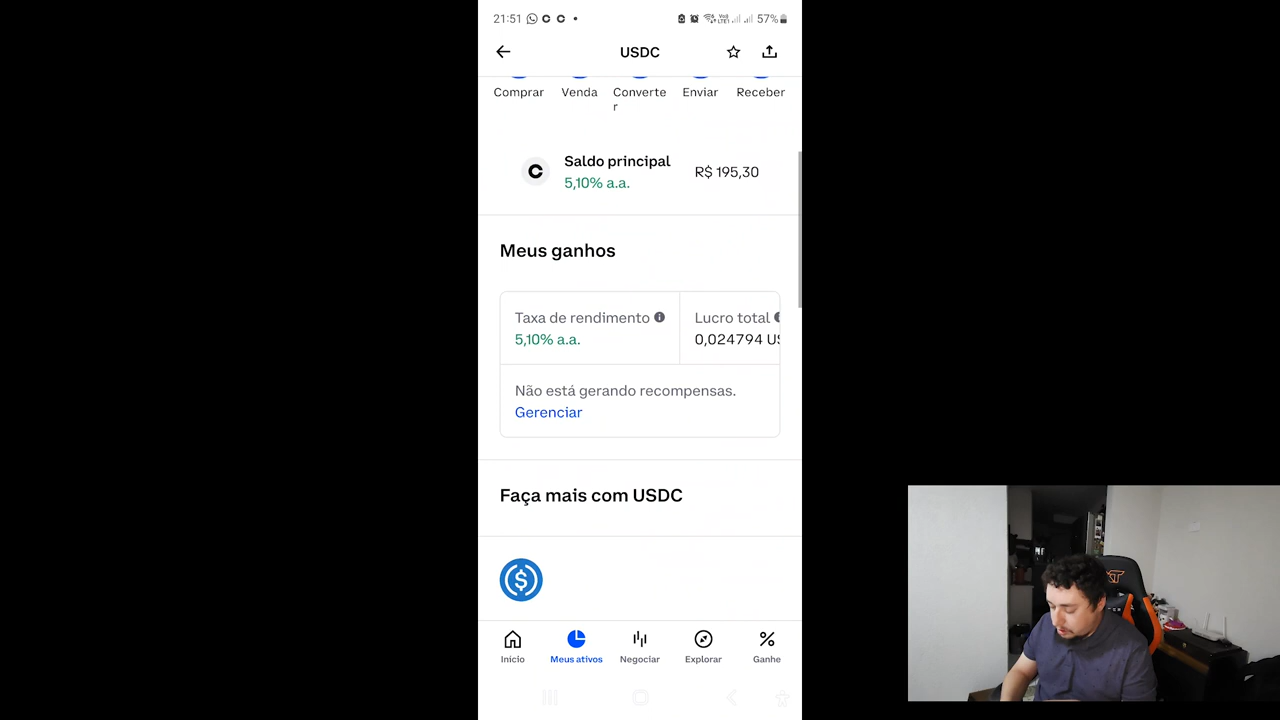 21:51 57%
USDC
Comprar Venda Converte Enviar Receber
r
Saldo principal
5,10% a.a.
R$ 195,30
Meus ganhos
Taxa de rendimento Lucro total
5,10% a.a. 0,024794 US
Não está gerando recompensas.
Gerenciar
Faça mais com USDC
Início Meus ativos Negociar Explorar Ganhe